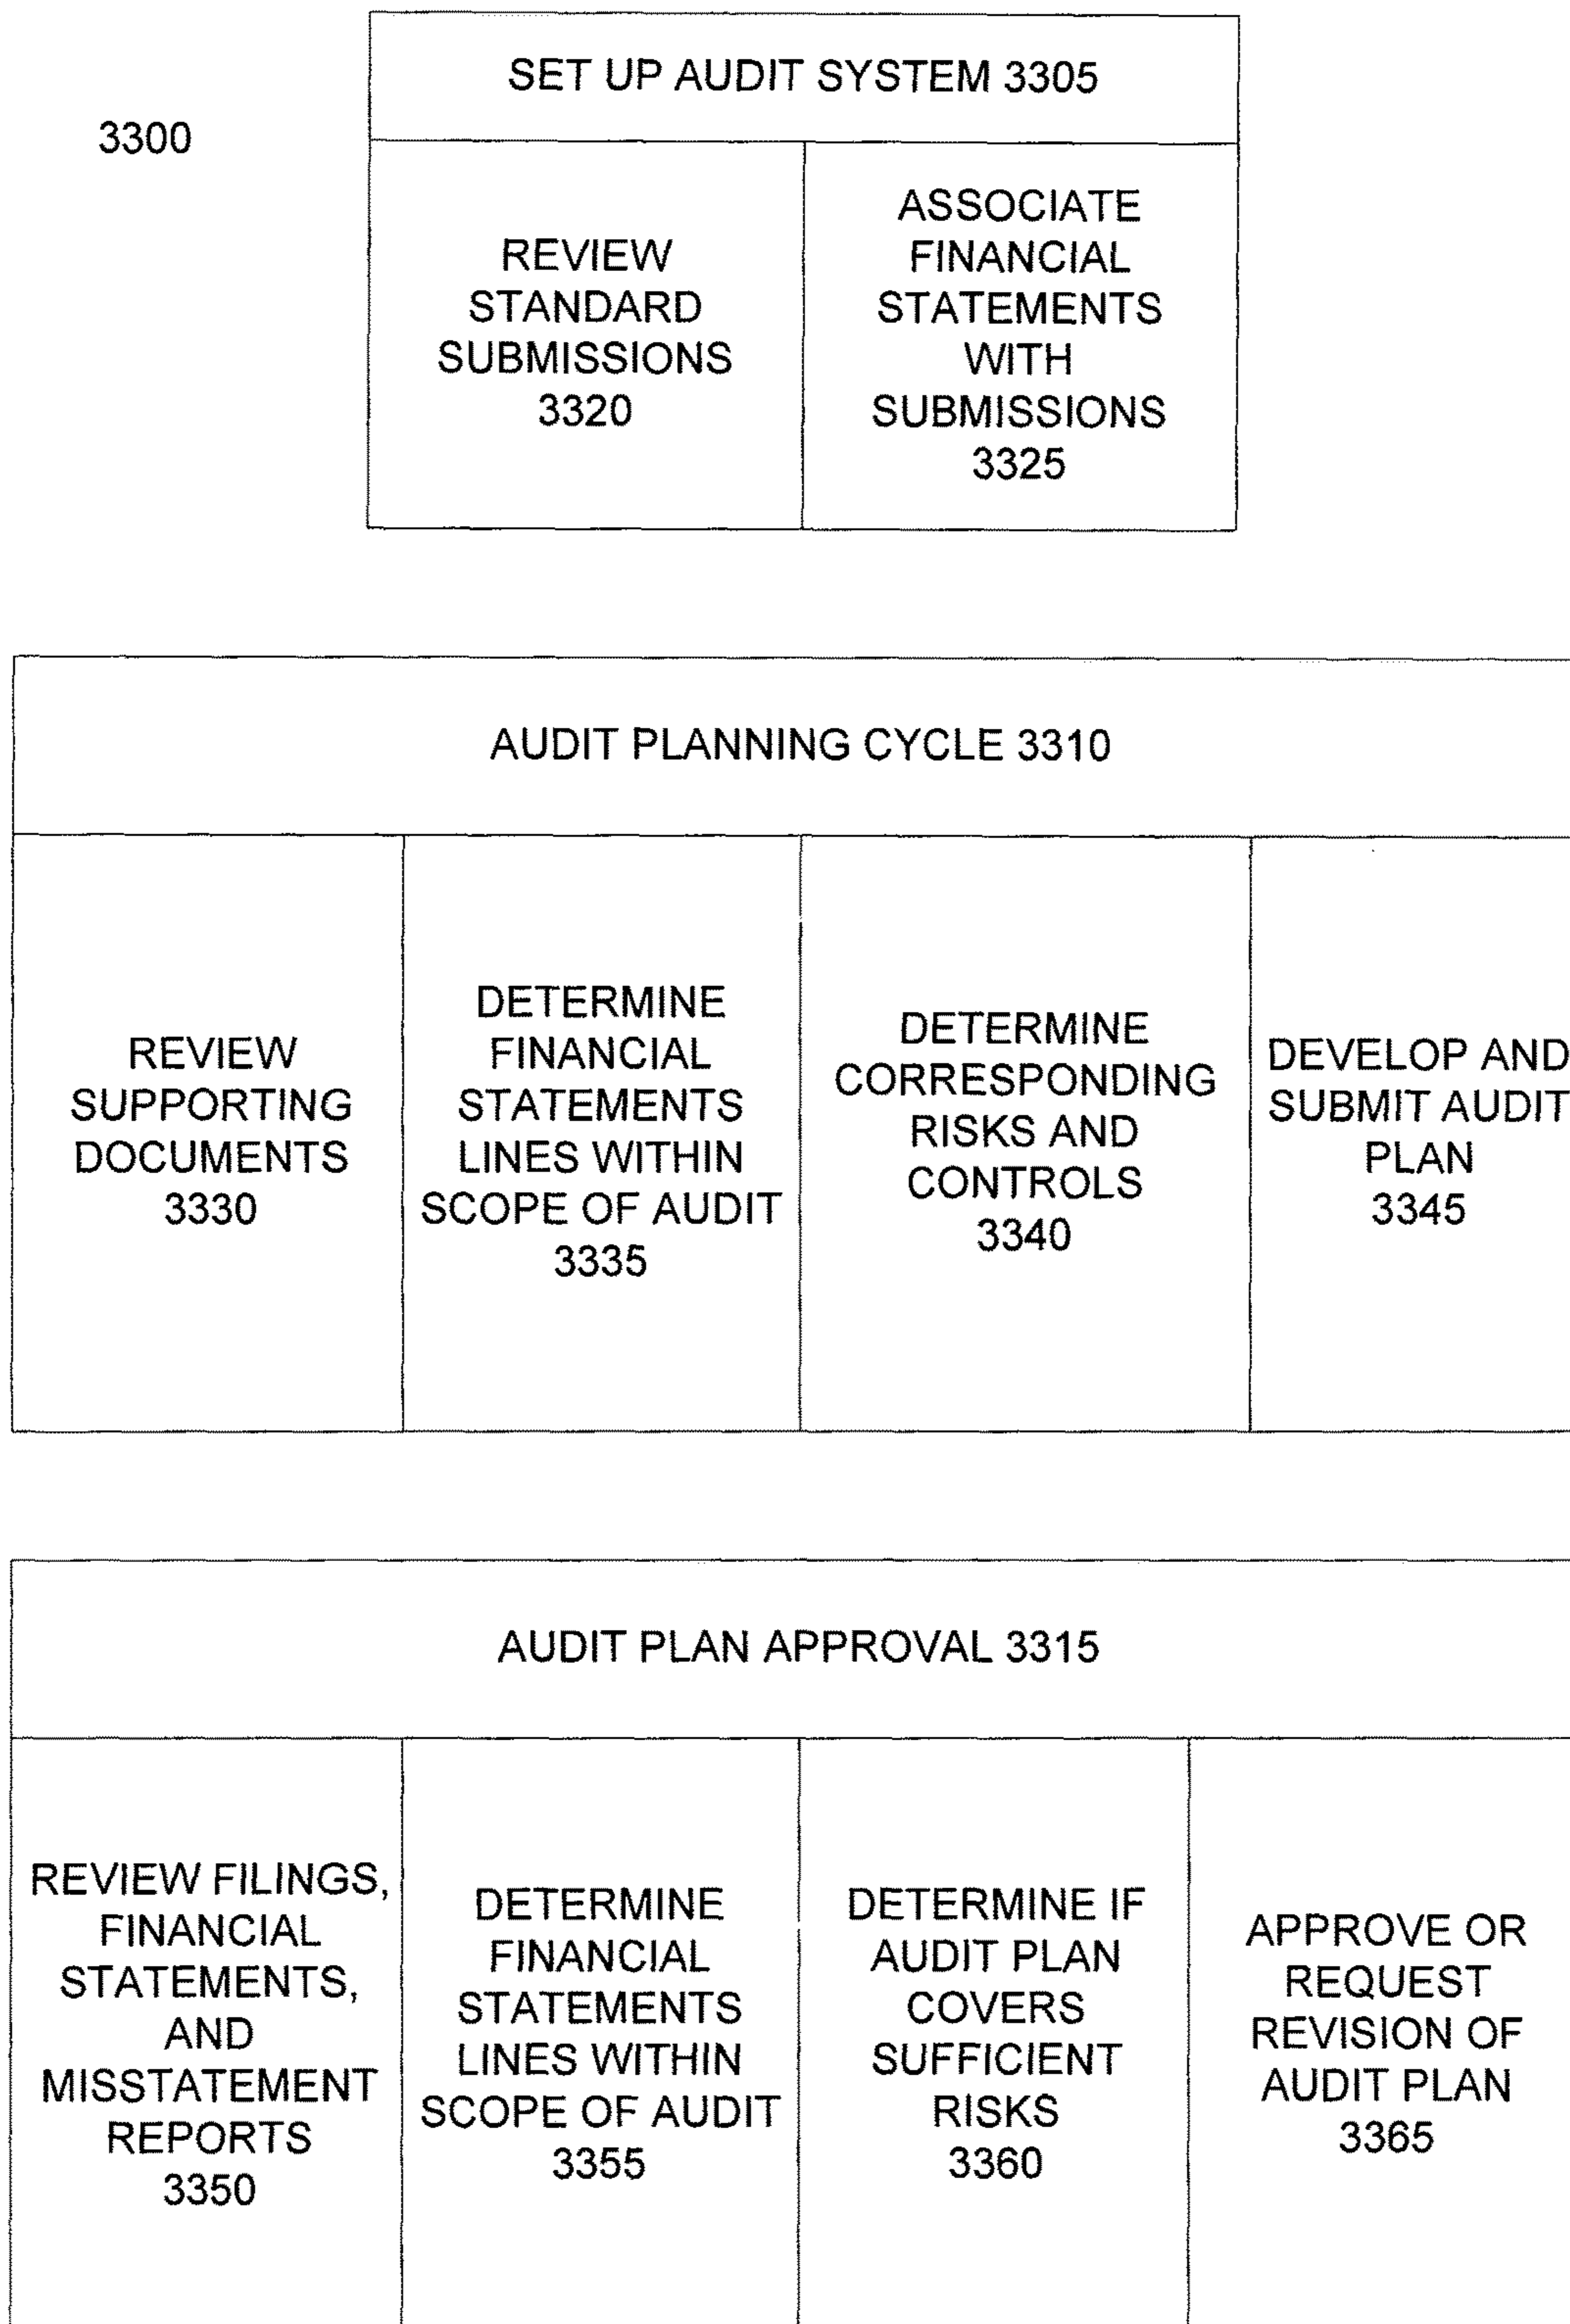 SET UP AUDIT SYSTEM 3305
3300
REVIEW
STANDARD
SUBMISSIONS
3320
ASSOCIATE
FINANCIAL
STATEMENTS
WITH
SUBMISSIONS
3325
AUDIT PLANNING CYCLE 3310
REVIEW
SUPPORTING
DOCUMENTS
3330
DETERMINE
FINANCIAL
STATEMENTS
LINES WITHIN
SCOPE OF AUDIT
3335
DETERMINE
CORRESPONDING
RISKS AND
CONTROLS
3340
DEVELOP AND
SUBMIT AUDIT
PLAN
3345
AUDIT PLAN APPROVAL 3315
REVIEW FILINGS,
FINANCIAL
STATEMENTS,
AND
MISSTATEMENT
REPORTS
3350
DETERMINE
FINANCIAL
STATEMENTS
LINES WITHIN
SCOPE OF AUDIT
3355
DETERMINE IF
AUDIT PLAN
COVERS
SUFFICIENT
RISKS
3360
APPROVE OR
REQUEST
REVISION OF
AUDIT PLAN
3365